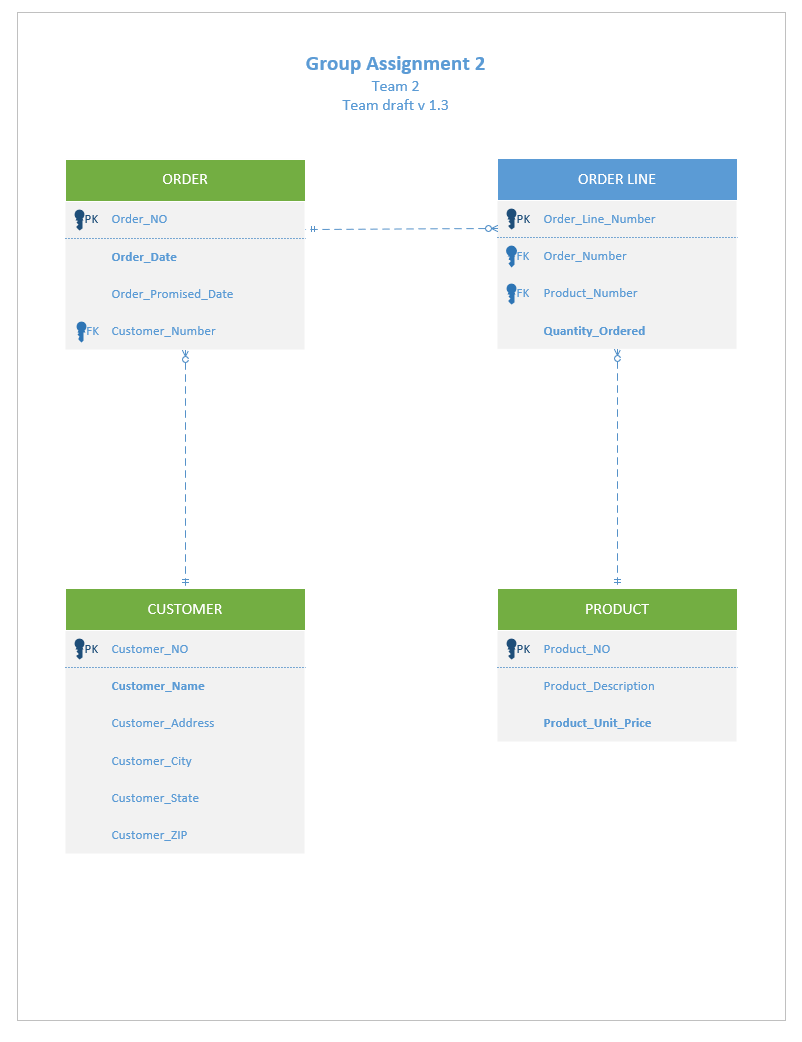 Group Assignment 2
Team 2
Team draft v 1.3
ORDER
PK Order_NO
Order_Date
Order_Promised_Date
FK Customer_Number
ORDER LINE
PK Order_Line_Number
FK Order_Number
FK Product_Number
Quantity_Ordered
CUSTOMER
PK Customer_NO
Customer_Name
Customer_Address
Customer_City
Customer_State
Customer_ZIP
PRODUCT
PK Product_NO
Product_Description
Product_Unit_Price